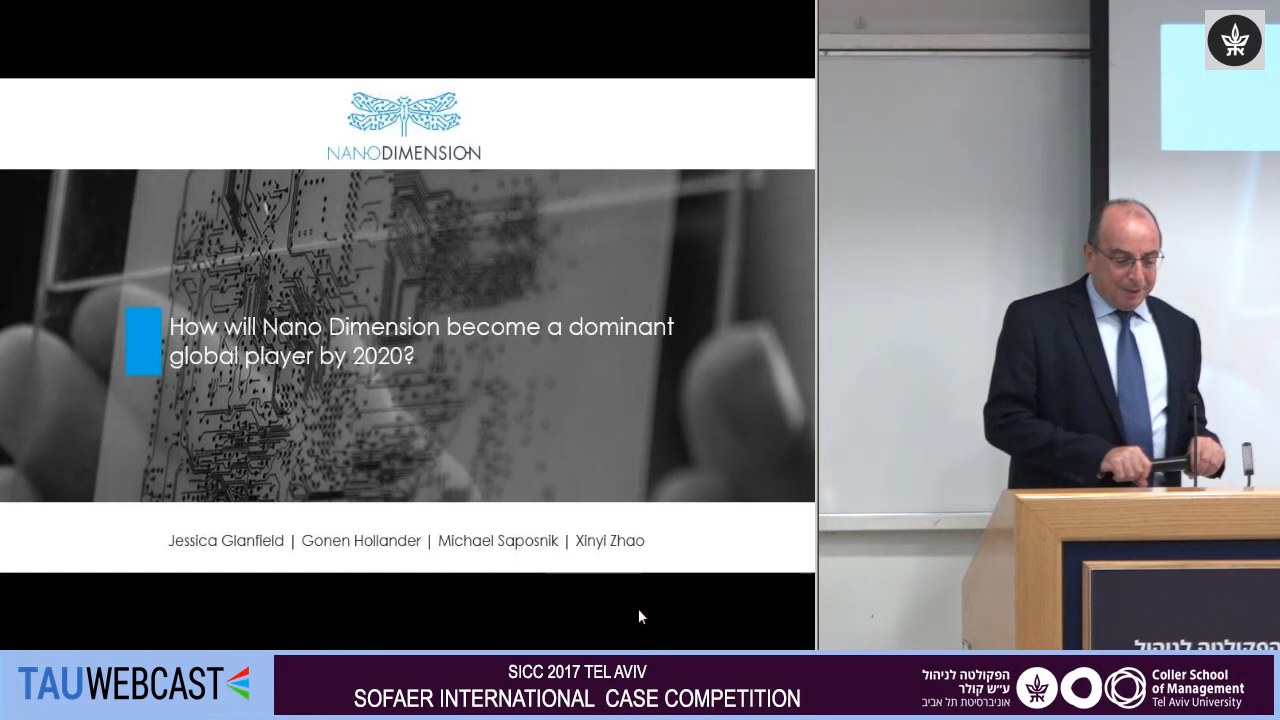 NANODIMENSION
How will Nano Dimension become a dominant
global player by 2020?
Jessica Glanfield | Gonen Hollander | Michael Saposnik | Xinyi Zhao
הפקולטה לניהול
TAUWEBCAST
SICC 2017 TEL AVIV
SOFAER INTERNATIONAL CASE COMPETITION
הפקולטה לניהול
ע״ש קולר
אוניברסיטת תל אביב
Coller School
of Management
Tel Aviv University